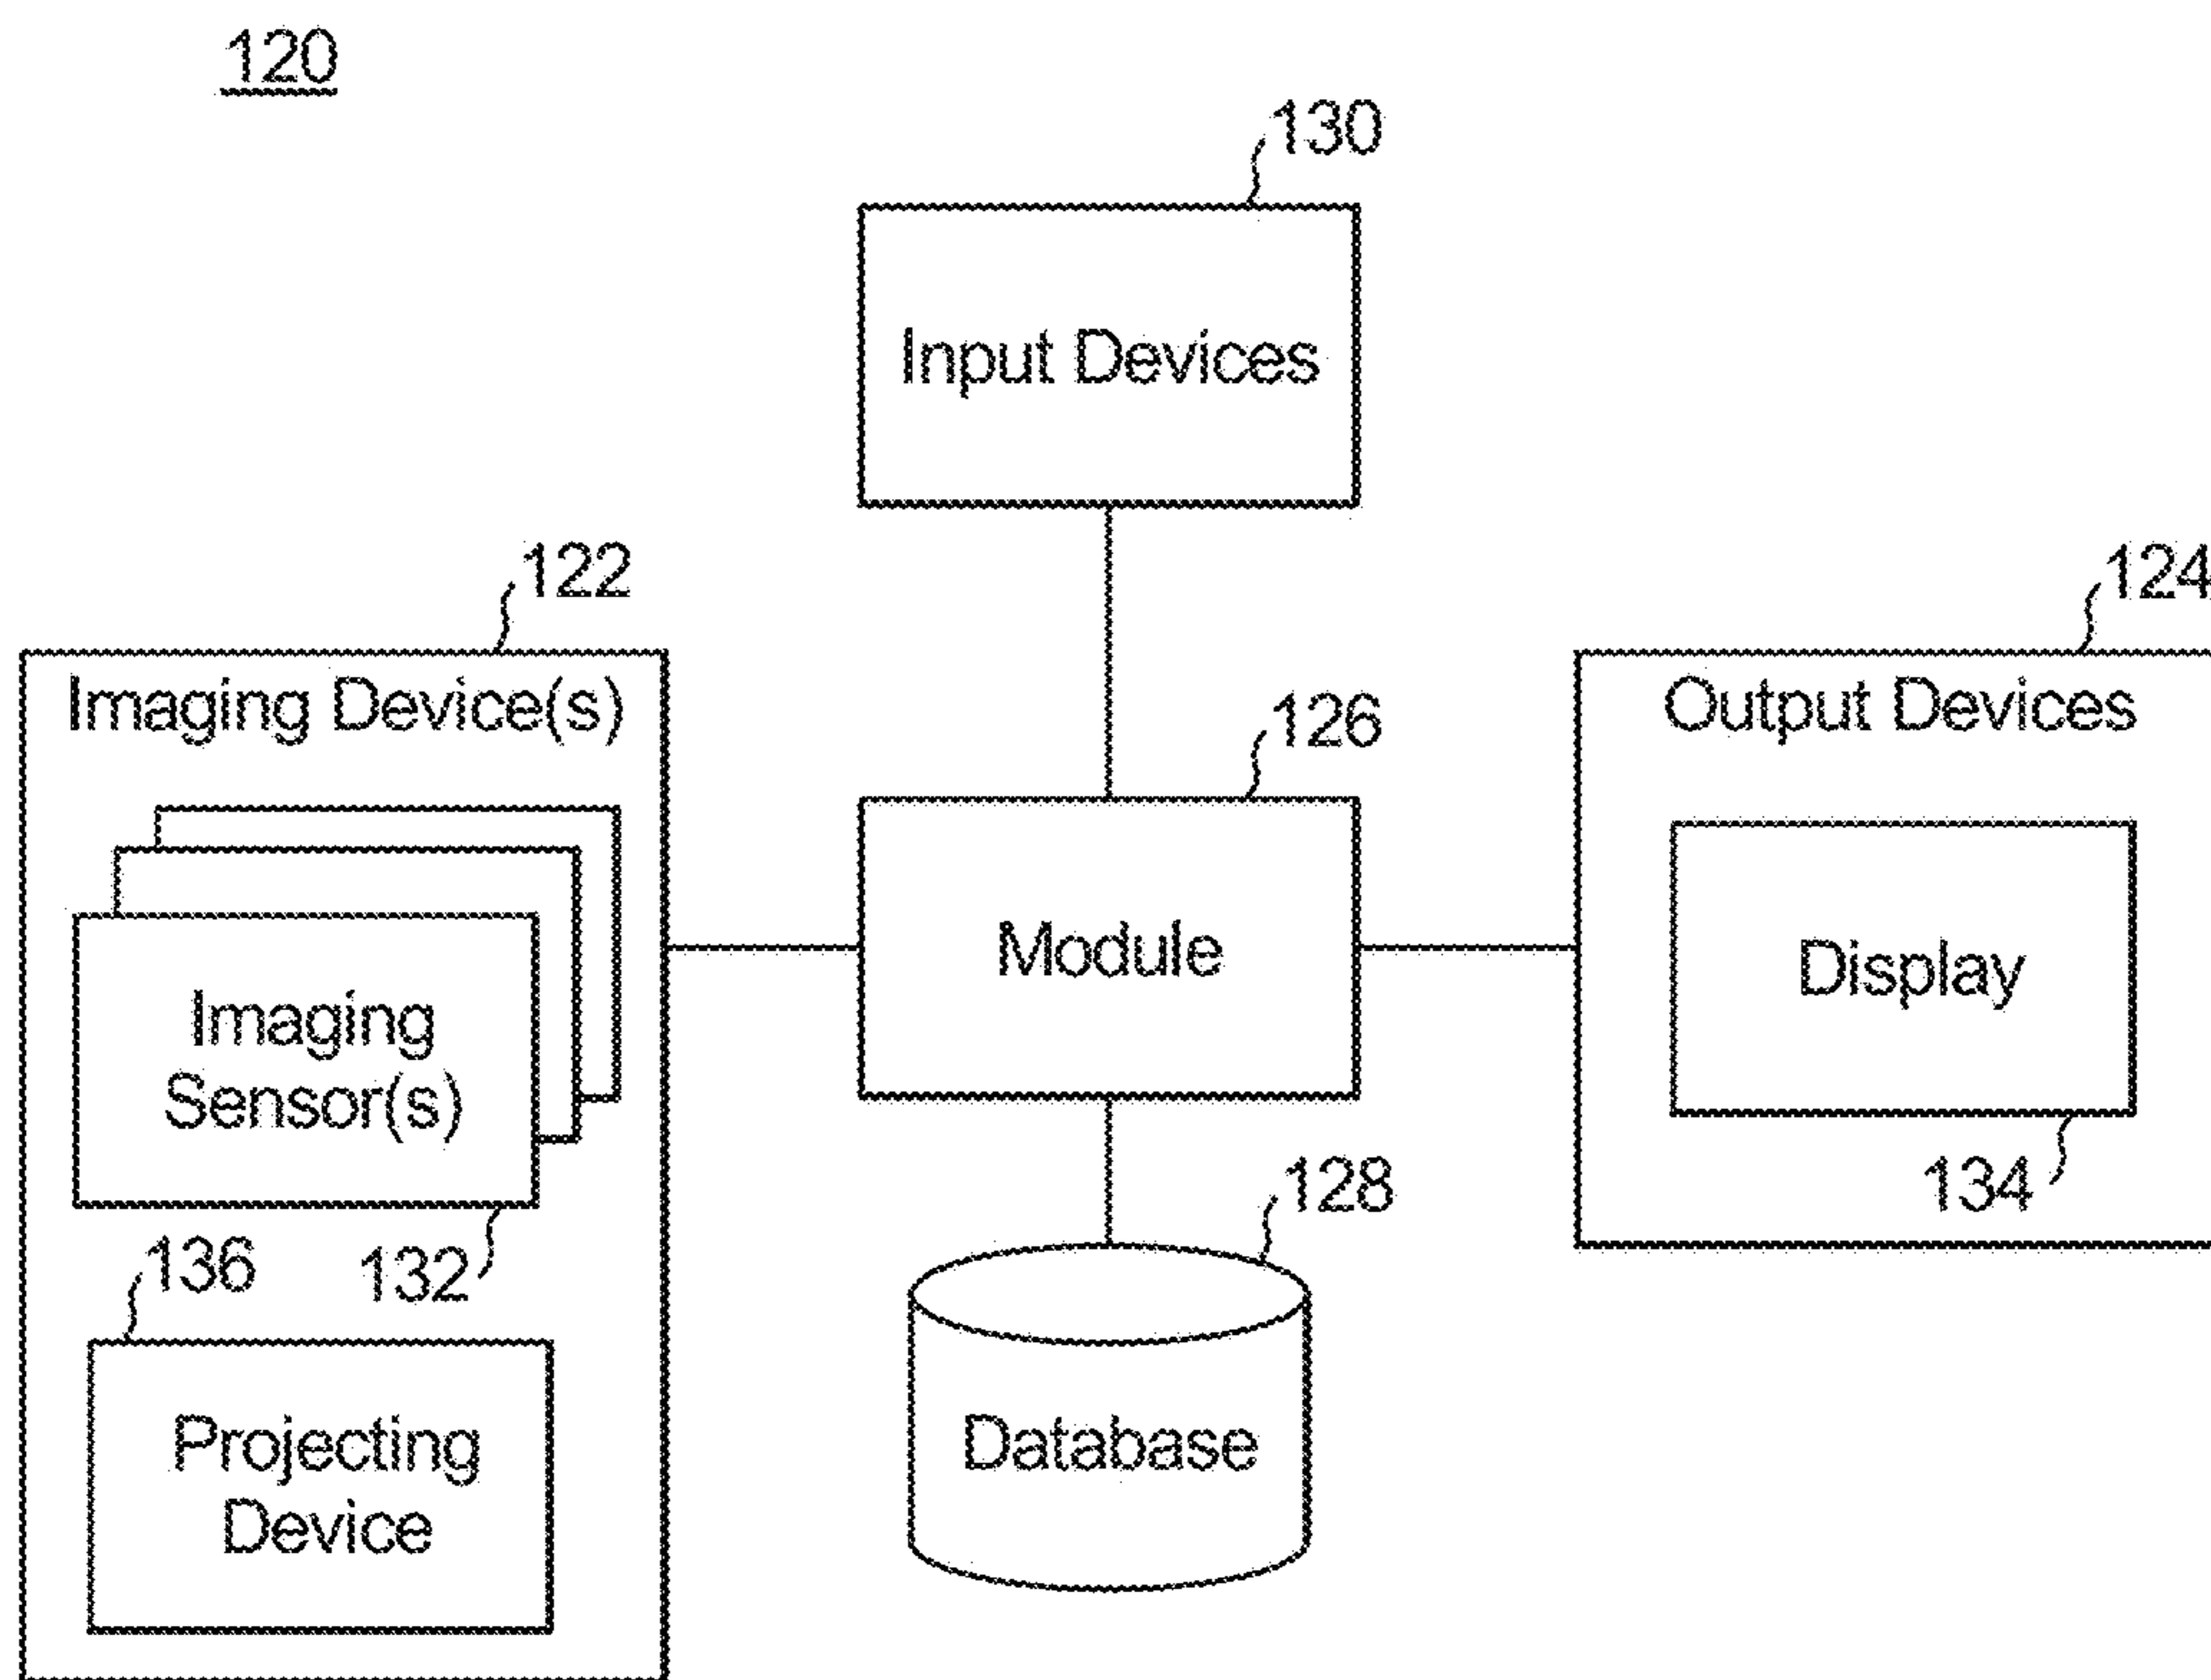 120
130
Input Devices
122
124
Imaging Device(s)
126
Output Devices
Imaging
Sensor(s)
Module
Display
136
132
128
134
Projecting
Device
Database